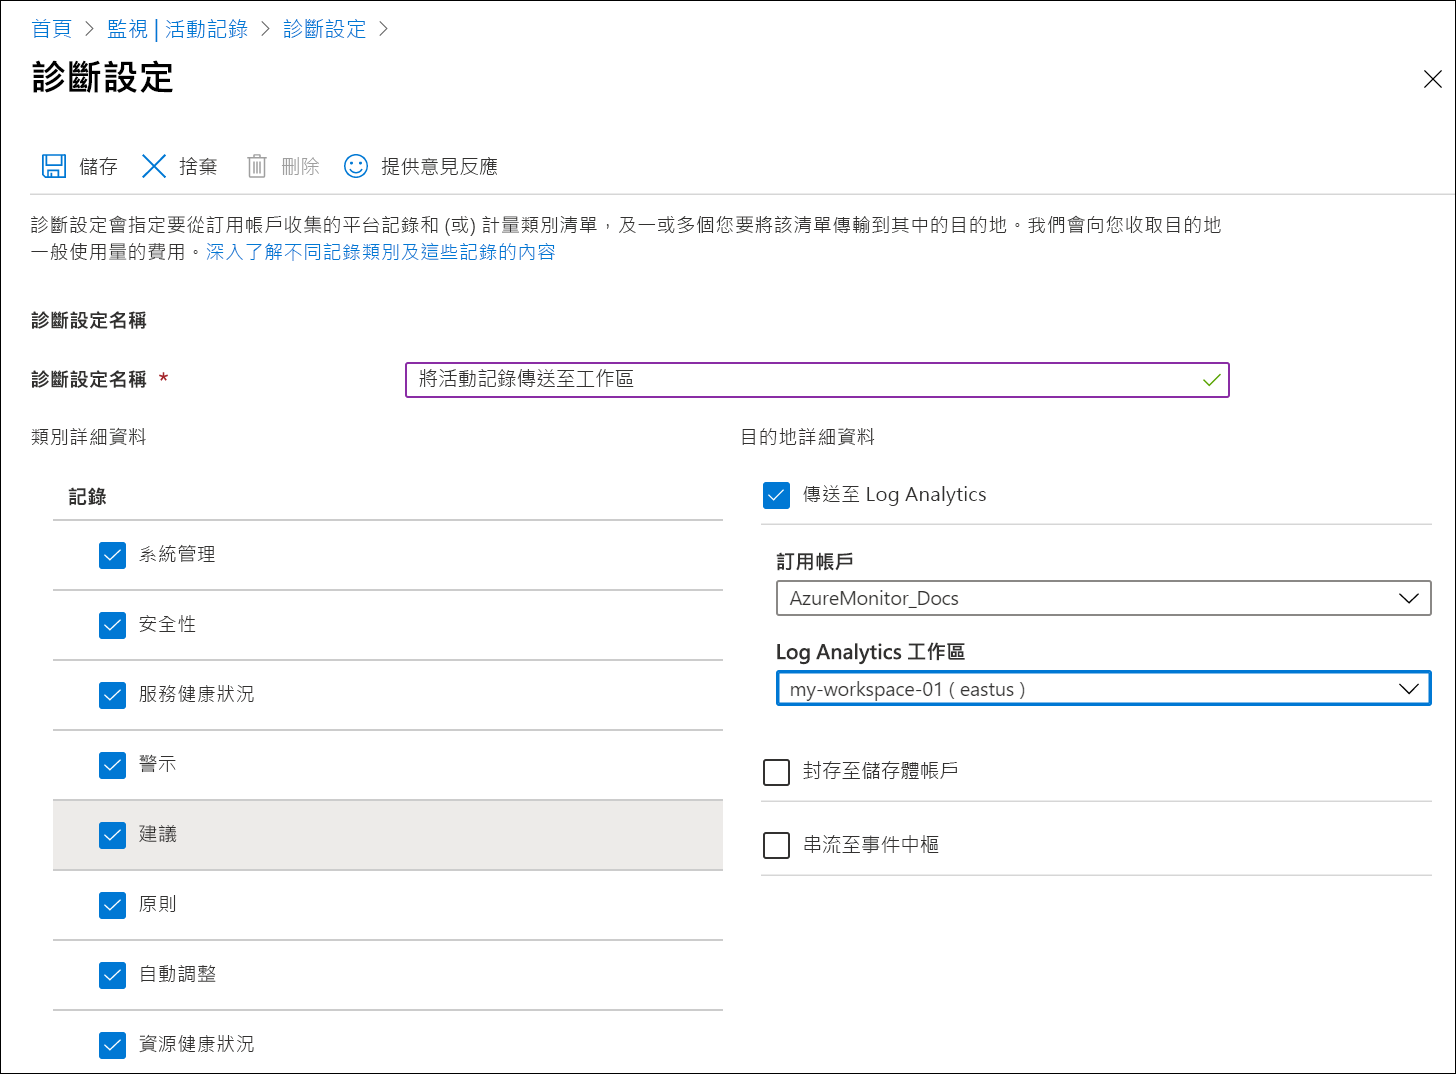 首頁 > 監視 | 活動記錄 > 診斷設定 >
診斷設定
儲存 捨棄 刪除 提供意見反應
診斷設定會指定要從訂用帳戶收集的平台記錄和 (或) 計量類別清單，及一或多個您要將該清單傳輸到其中的目的地。我們會向您收取目的地
一般使用量的費用。深入了解不同記錄類別及這些記錄的內容
診斷設定名稱
診斷設定名稱 * 將活動記錄傳送至工作區
類別詳細資料
記錄
系統管理
安全性
服務健康狀況
警示
建議
原則
自動調整
資源健康狀況
目的地詳細資料
傳送至 Log Analytics
訂用帳戶
AzureMonitor_Docs
Log Analytics 工作區
my-workspace-01 ( eastus )
封存至儲存體帳戶
串流至事件中樞